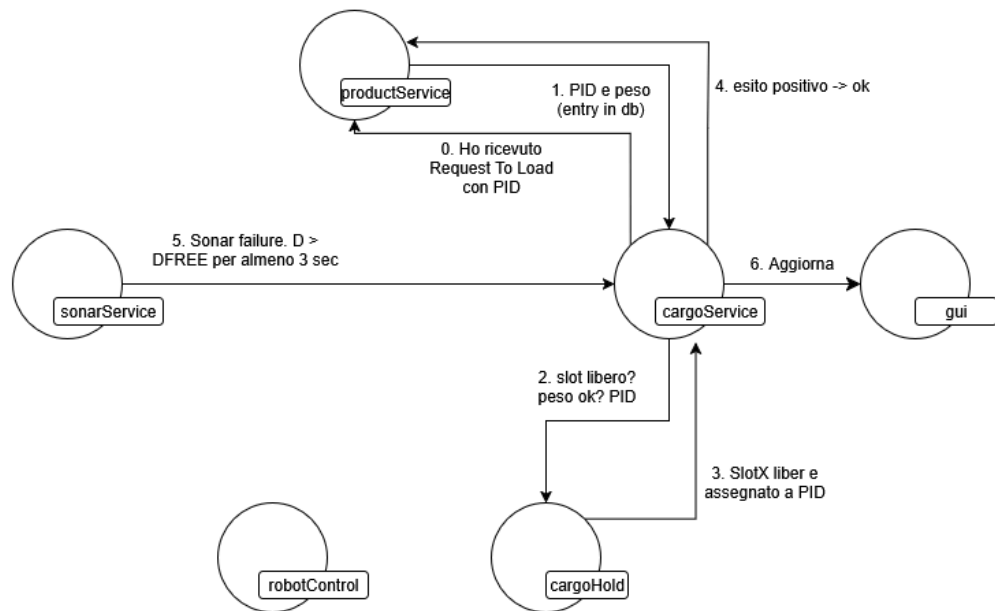 productService
1. PID e peso
(entry in db)
4. esito positivo -> ok
0. Ho ricevuto
Request To Load
con PID
5. Sonar failure. D >
DFREE per almeno 3 sec
6. Aggiorna
sonarService
cargoService
gui
2. slot libero?
peso ok? PID
3. SlotX liber e
assegnato a PID
robotControl
cargoHold